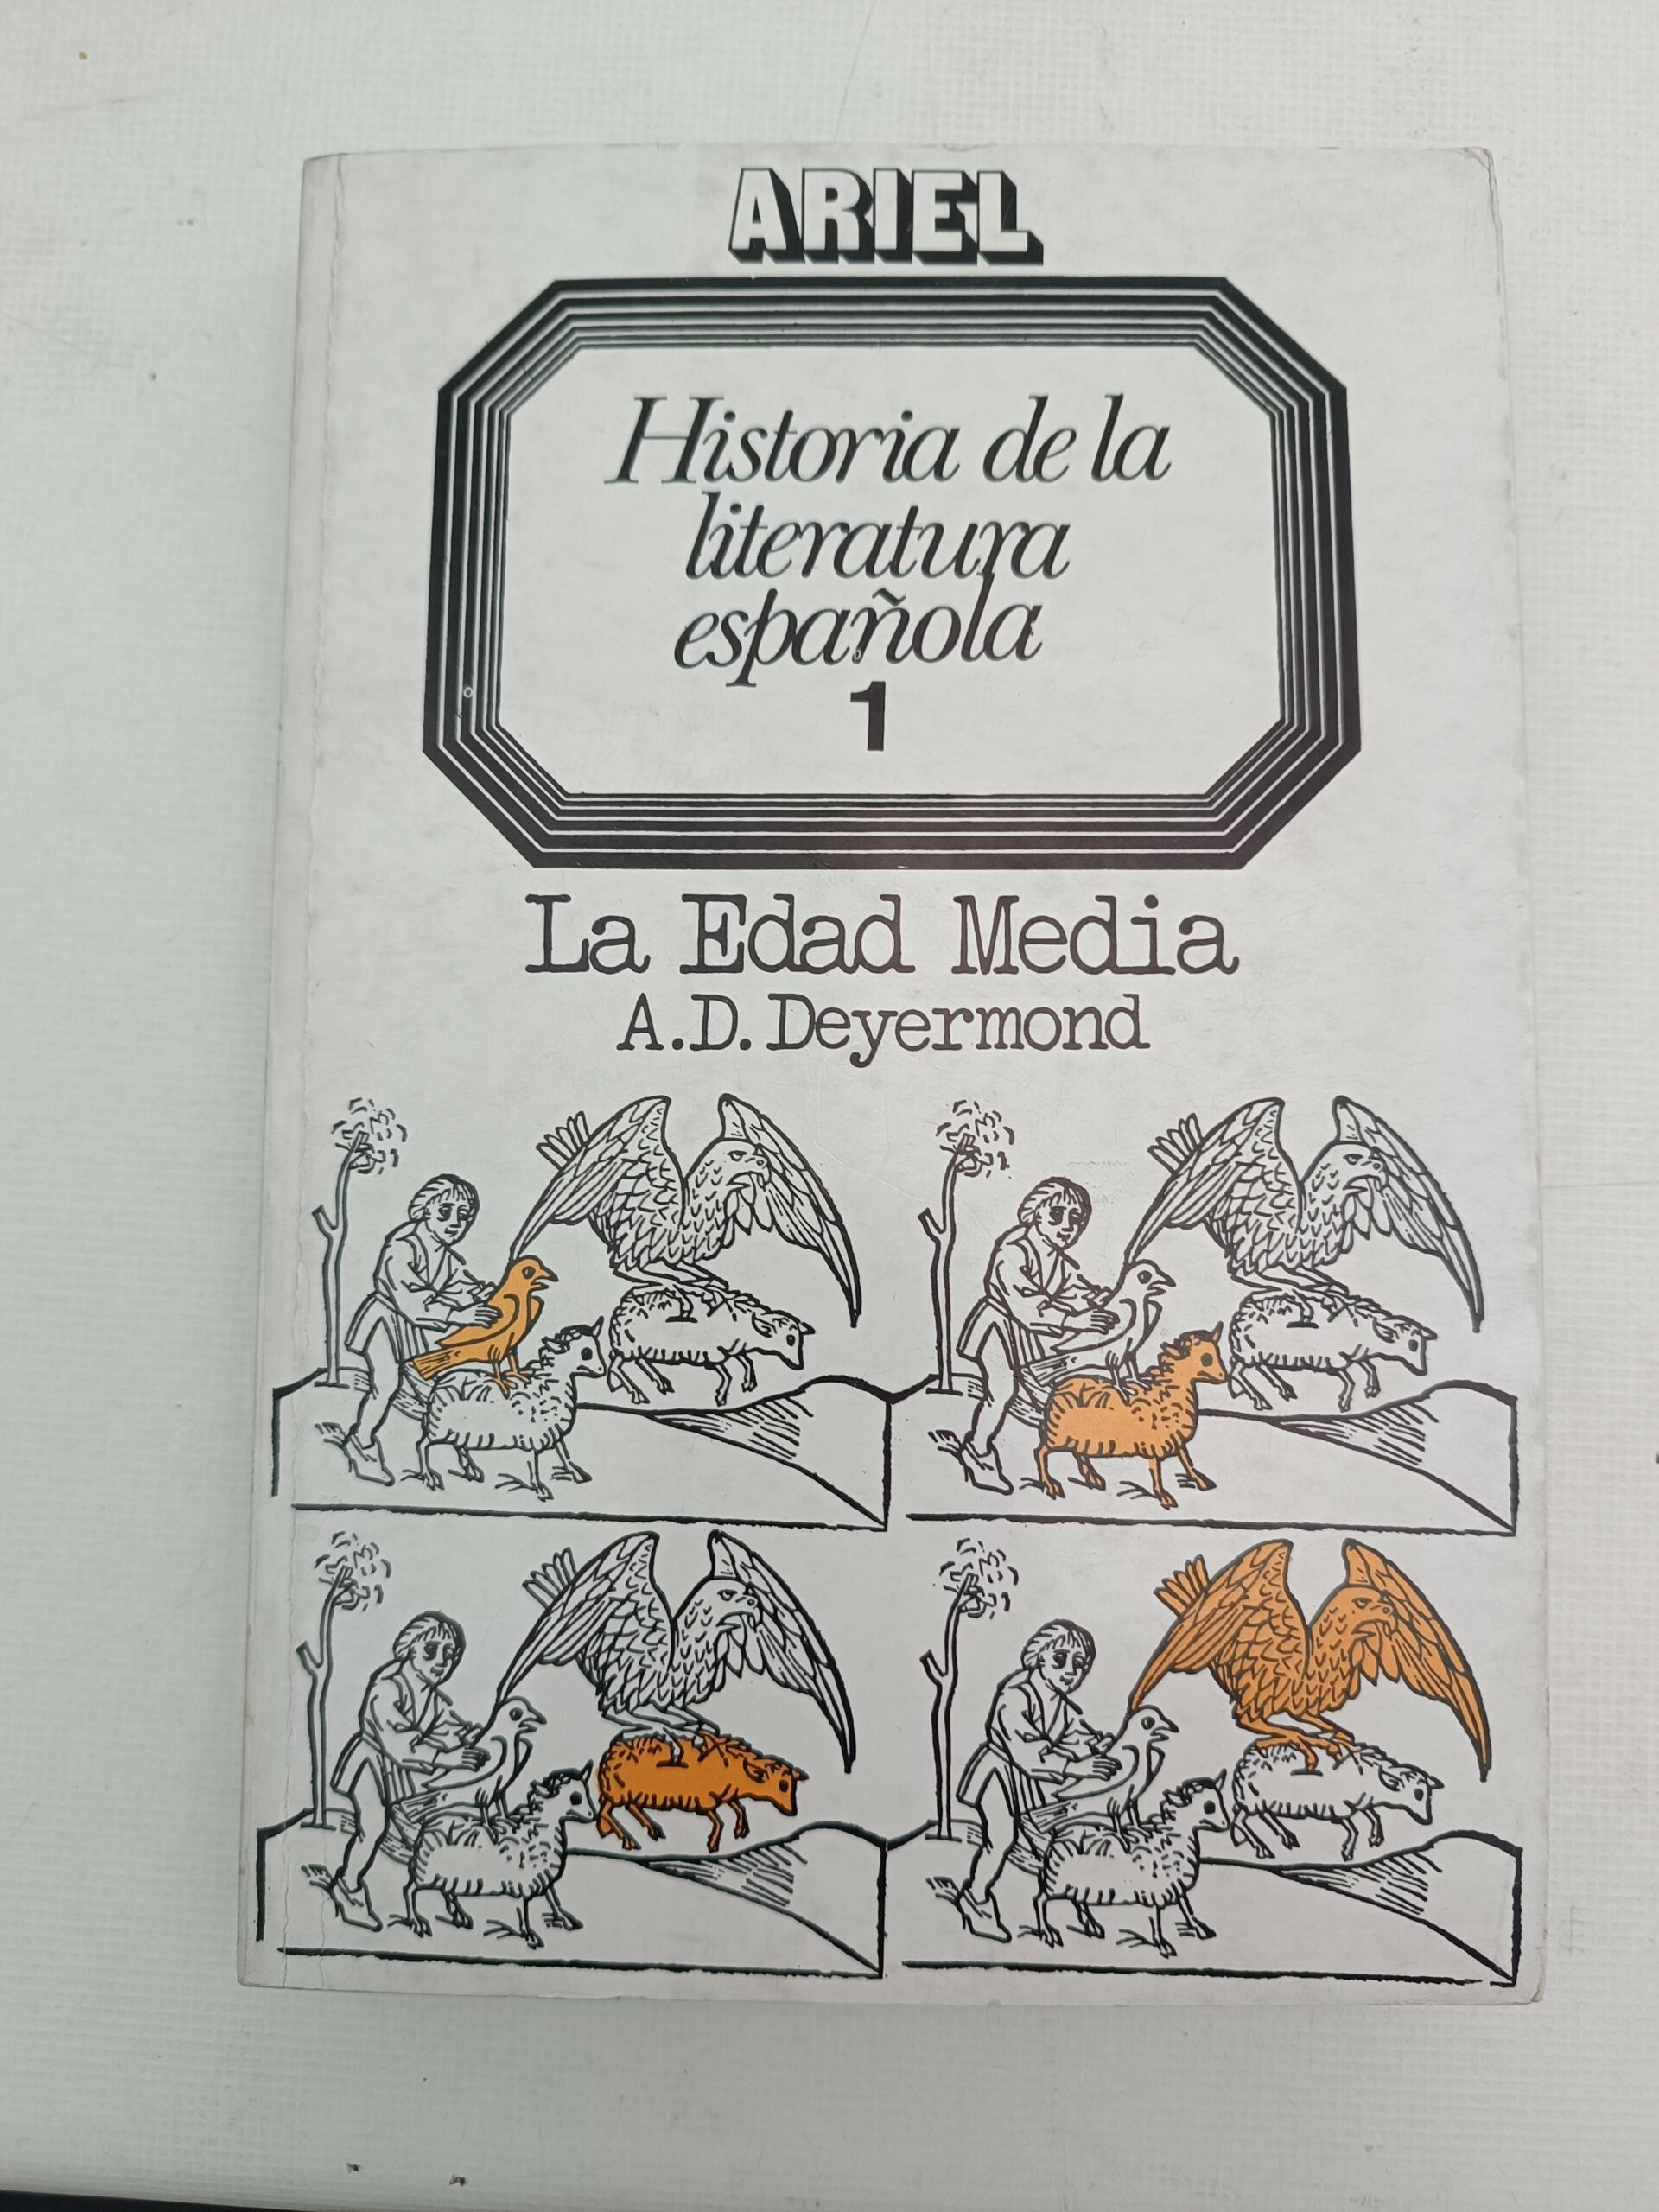 ARIEL
Historia de la
literatura
española
1
La Edad Media
A.D. Deyermond